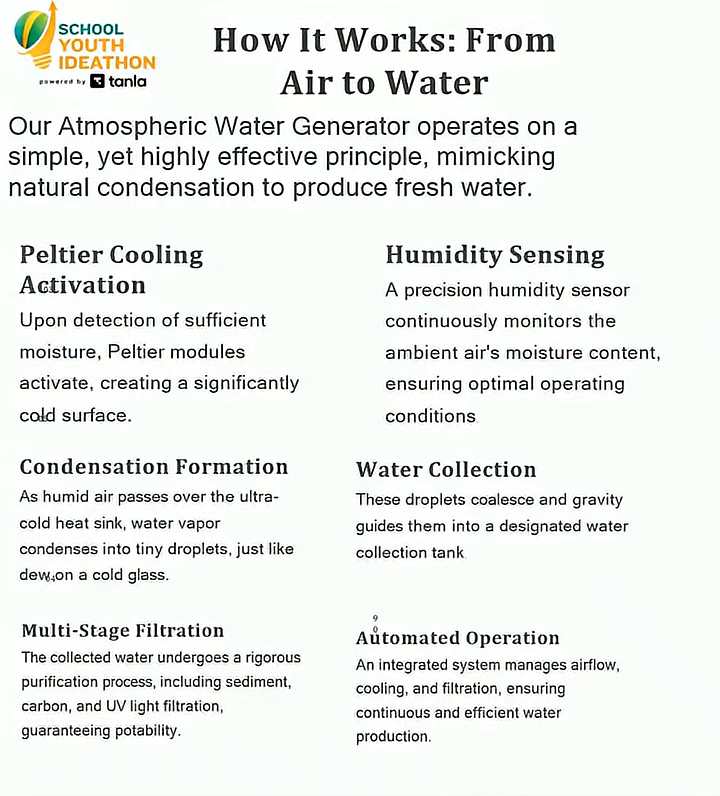 SCHOOL
YOUTH
IDEATHON
powered by tanla
How It Works: From
Air to Water
Our Atmospheric Water Generator operates on a
simple, yet highly effective principle, mimicking
natural condensation to produce fresh water.
Peltier Cooling
Activation
Upon detection of sufficient
moisture, Peltier modules
activate, creating a significantly
cold surface.
Humidity Sensing
A precision humidity sensor
continuously monitors the
ambient air's moisture content,
ensuring optimal operating
conditions.
Condensation Formation
As humid air passes over the ultra-
cold heat sink, water vapor
condenses into tiny droplets, just like
dew on a cold glass.
Water Collection
These droplets coalesce and gravity
guides them into a designated water
collection tank.
Multi-Stage Filtration
The collected water undergoes a rigorous
purification process, including sediment,
carbon, and UV light filtration,
guaranteeing potability.
9
0
Automated Operation
An integrated system manages airflow,
cooling, and filtration, ensuring
continuous and efficient water
production.